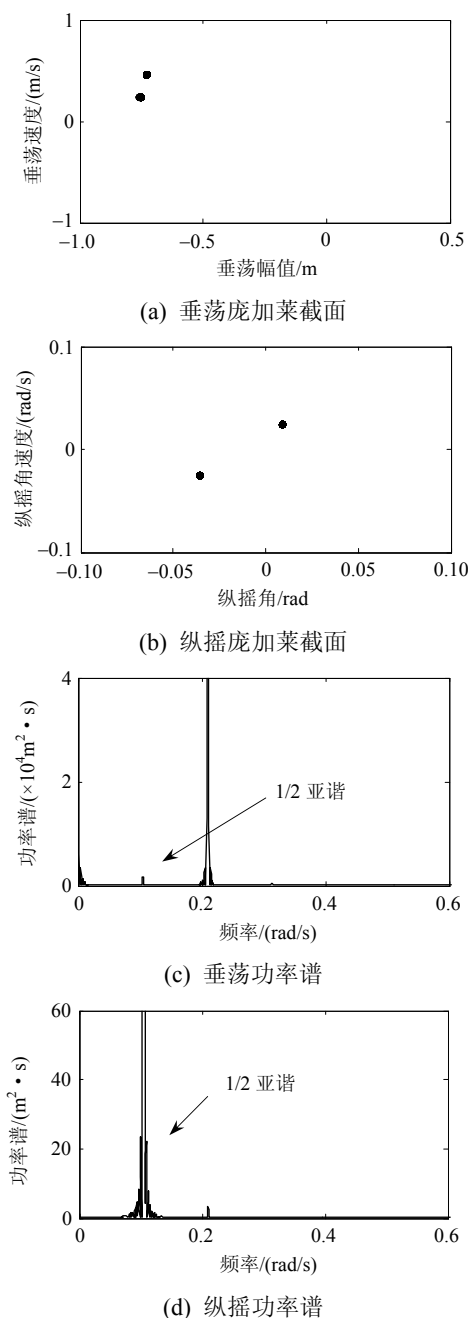 1
0
−1
垂荡速度/(m/s)
−1.0 −0.5 0 0.5
垂荡幅值/m
(a) 垂荡庞加莱截面
0.1
0
−0.1
纵摇角速度/(rad/s)
−0.10 −0.05 0 0.05 0.10
纵摇角/rad
(b) 纵摇庞加莱截面
4
2
0
功率谱/(×10⁴m²·s)
1/2 亚谐
0 0.2 0.4 0.6
频率/(rad/s)
(c) 垂荡功率谱
60
40
20
0
功率谱/(m²·s)
1/2 亚谐
0 0.2 0.4 0.6
频率/(rad/s)
(d) 纵摇功率谱